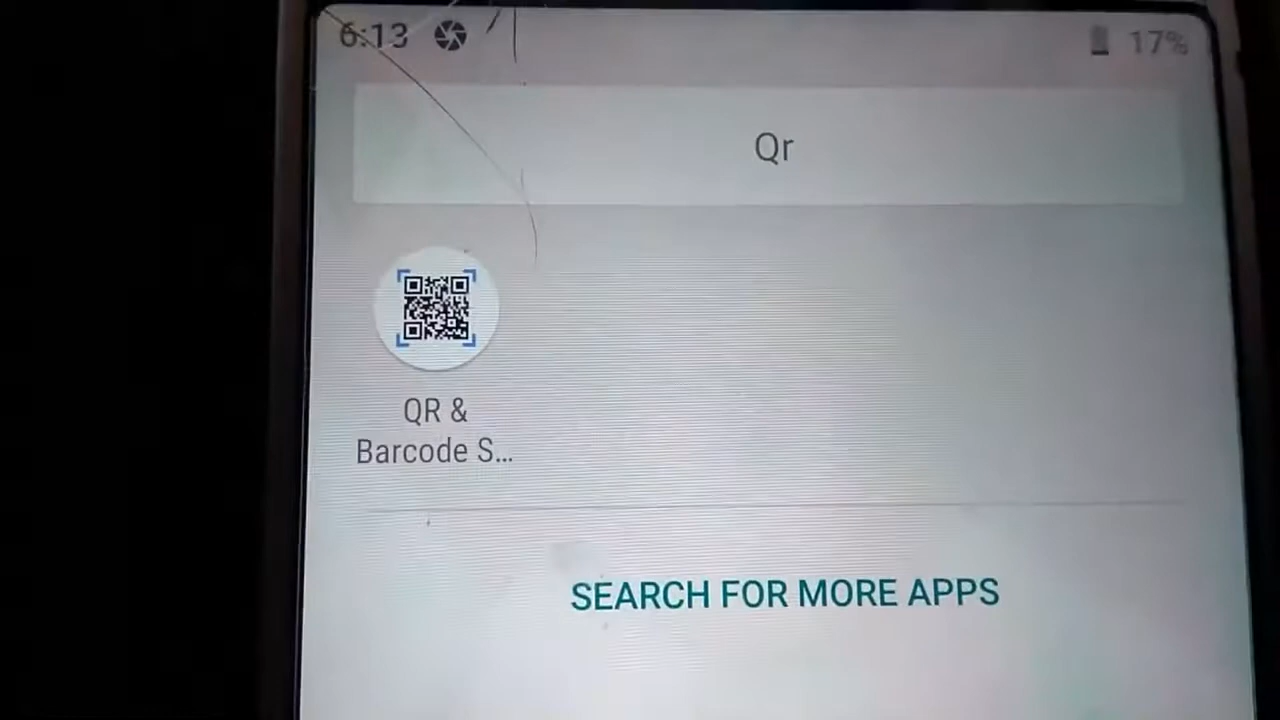 6:13
17%
Qr
QR &
Barcode S...
SEARCH FOR MORE APPS